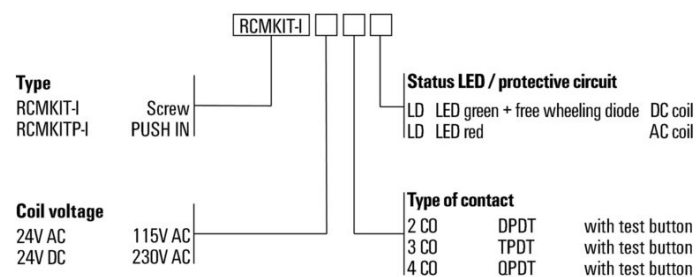 RCMKIT-I
Type
RCMKIT-I Screw
RCMKITP-I PUSH IN
Status LED / protective circuit
LD LED green + free wheeling diode DC coil
LD LED red AC coil
Coil voltage
24V AC 115V AC
24V DC 230V AC
Type of contact
2 CO DPDT with test button
3 CO TPDT with test button
4 CO QPDT with test button